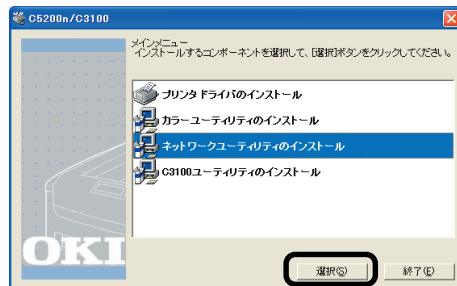 C5200n/C3100
メインメニュー
インストールするコンポーネントを選択して、[選択]ボタンをクリックしてください。
プリンタドライバのインストール
カラーユーティリティのインストール
ネットワークユーティリティのインストール
C3100ユーティリティのインストール
OKI
選択(S)
終了(E)